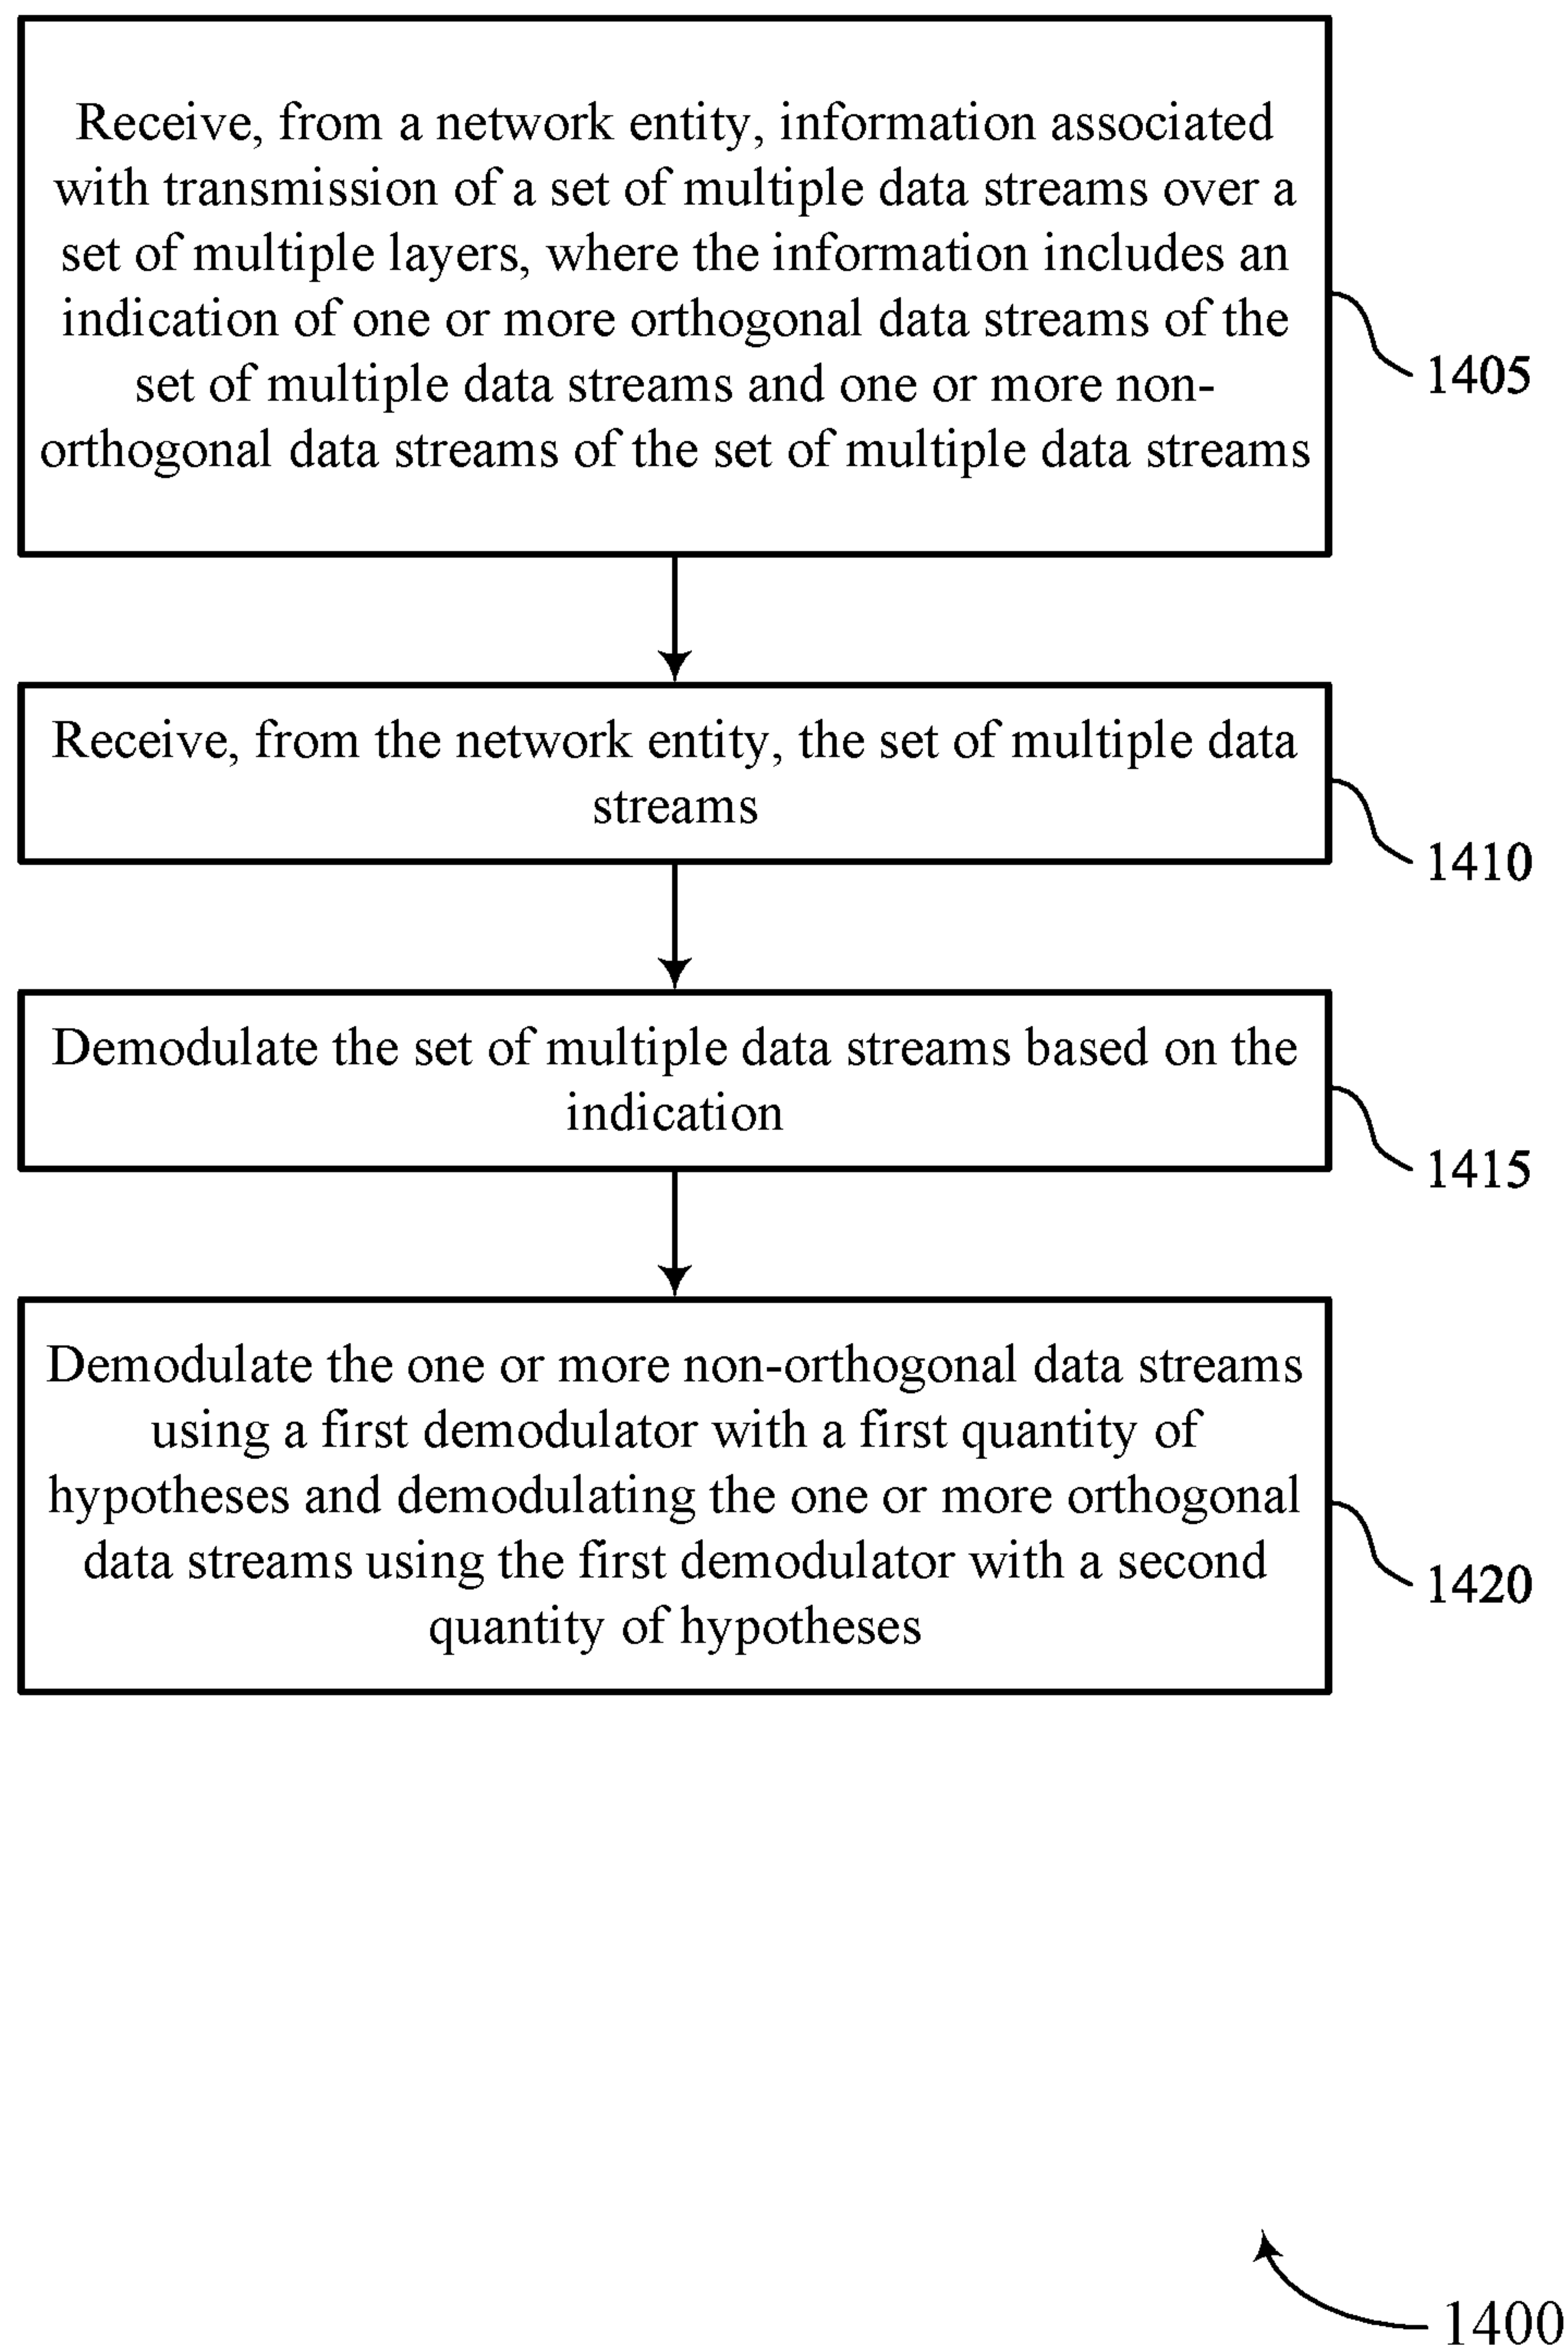 Receive, from a network entity, information associated
with transmission of a set of multiple data streams over a
set of multiple layers, where the information includes an
indication of one or more orthogonal data streams of the
set of multiple data streams and one or more non-
orthogonal data streams of the set of multiple data streams
1405
Receive, from the network entity, the set of multiple data
streams
1410
Demodulate the set of multiple data streams based on the
indication
1415
Demodulate the one or more non-orthogonal data streams
using a first demodulator with a first quantity of
hypotheses and demodulating the one or more orthogonal
data streams using the first demodulator with a second
quantity of hypotheses
1420
1400